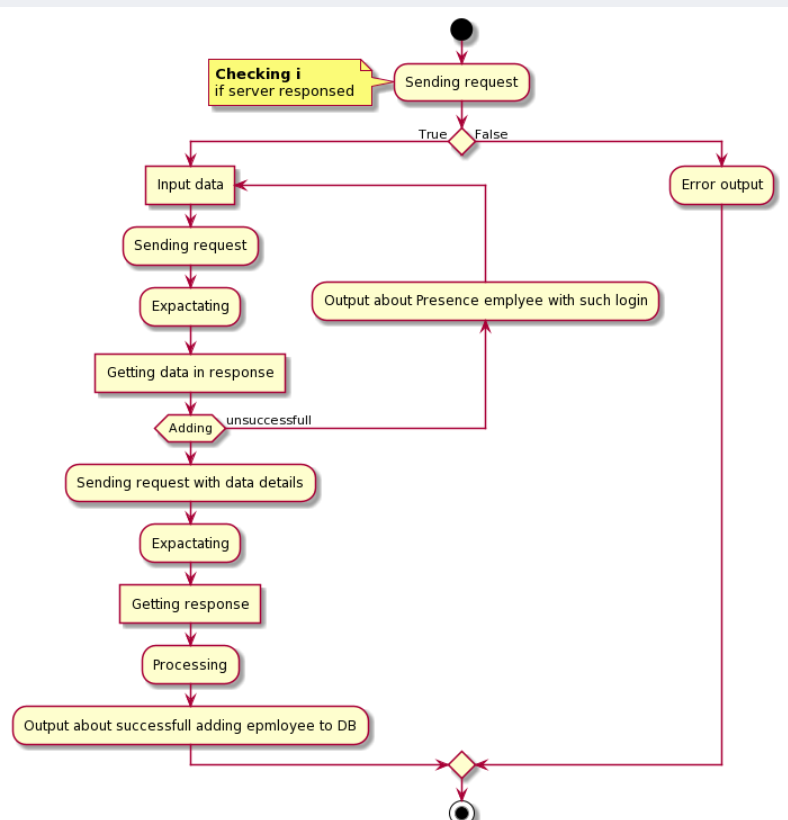 Checking i
if server responsed
Sending request
True
False
Input data
Error output
Sending request
Output about Presence emplyee with such login
Expactating
Getting data in response
Adding
unsuccessfull
Sending request with data details
Expactating
Getting response
Processing
Output about successfull adding epmloyee to DB